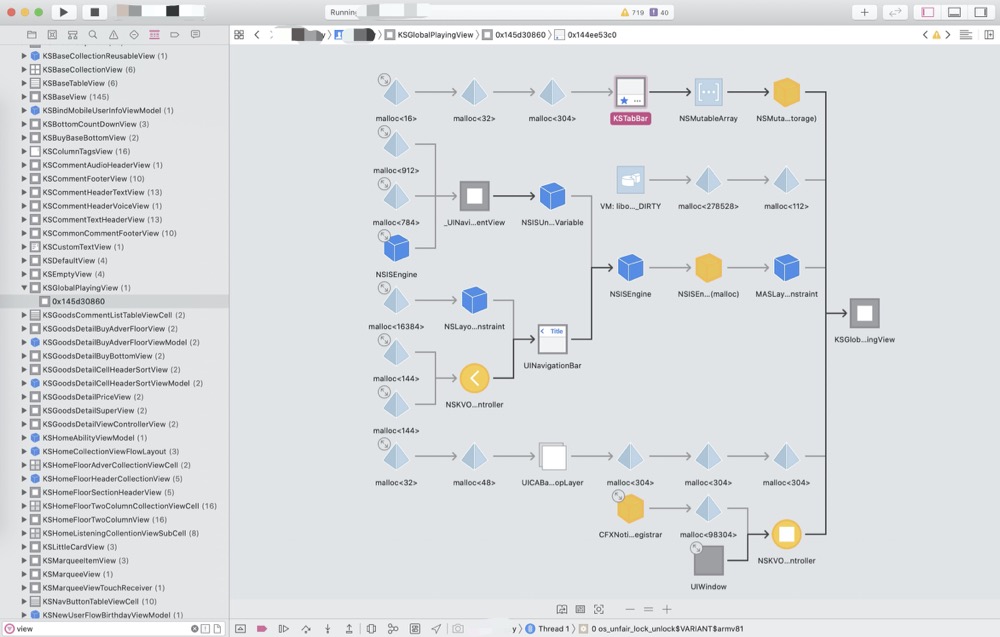 Running
719 40
KSGlobalPlayingView 0x145d30860 0x144ee53c0
KSBaseCollectionReusableView (1)
KSBaseCollectionView (6)
KSBaseTableView (6)
KSBaseView (145)
KSBindMobileUserInfoViewModel (1)
KSBottomCountDownView (3)
KSBuyBaseBottomView (2)
KSColumnTagsView (16)
KSCommentAudioHeaderView (1)
KSCommentFooterView (1)
KSCommentHeaderTextView (13)
KSCommentHeaderVoiceView (1)
KSCommentTextHeaderView (13)
KSCommonCommentFooterView (10)
KSCustomTextView (1)
KSDefaultView (4)
KSEmptyView (4)
KSGlobalPlayingView (1)
0x145d30860
KSGoodsCommentListTableViewCell (2)
KSGoodsDetailBuyAdverFloorView (2)
KSGoodsDetailBuyAdverFloorViewModel (2)
KSGoodsDetailBuyBottomView (2)
KSGoodsDetailCellHeaderSortView (2)
KSGoodsDetailCellHeaderSortViewModel (2)
KSGoodsDetailPriceView (2)
KSGoodsDetailSuperView (2)
KSGoodsDetailViewControllerView (2)
KSHomeAbilityViewModel (1)
KSHomeCollectionViewFlowLayout (3)
KSHomeFloorAdverCollectionViewCell (2)
KSHomeFloorHeaderCollectionView (5)
KSHomeFloorSectionHeaderView (5)
KSHomeFloorTwoColumnCollectionViewCell (16)
KSHomeFloorTwoColumnView (16)
KSHomeListeningCollentionViewSubCell (8)
KSLittleCardView (3)
KSMarqueeItemView (3)
KSMarqueeView (1)
KSMarqueeViewTouchReceiver (1)
KSNavButtonTableViewCell (10)
KSNewUserFlowBirthdayViewModel (1)
view
malloc<16> malloc<32> malloc<304> KSTabBar NSMutableArray NSMuta...torage)
malloc<912>
VM: libo..._DIRTY malloc<278528> malloc<112>
malloc<784> _UINavi...entView NSISUn...Variable
NSISEngine
NSISEngine NSISEn...(malloc) MASLay...nstraint
malloc<16384> NSLayo...nstraint
Title
KSGlob...ingView
UINavigationBar
malloc<144>
NSKVO...ntroller
malloc<144>
malloc<32> malloc<48> UICABa...opLayer malloc<304> malloc<304> malloc<304>
CFXNoti...egistrar malloc<98304>
NSKVO...ntroller
UIWindow
y Thread 1 0 os_unfair_lock_unlock$VARIANT$armv81